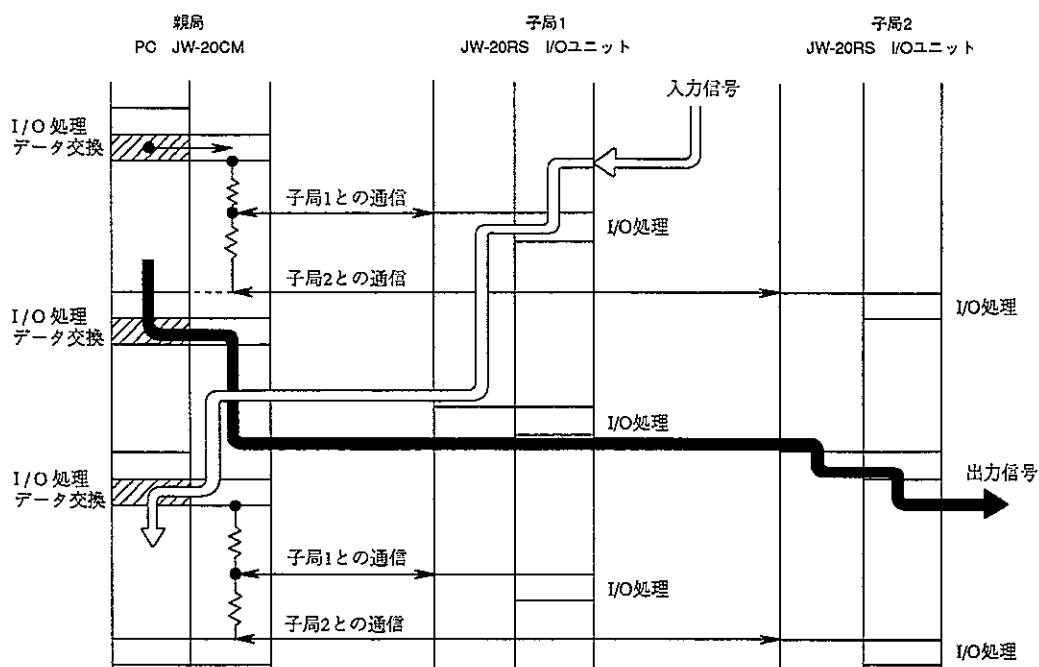 親局
PC JW-20CM
子局1
JW-20RS I/Oユニット
子局2
JW-20RS I/Oユニット
入力信号
I/O処理
データ交換
子局1との通信
I/O処理
子局2との通信
I/O処理
データ交換
I/O処理
I/O処理
I/O処理
データ交換
出力信号
子局1との通信
I/O処理
子局2との通信
I/O処理